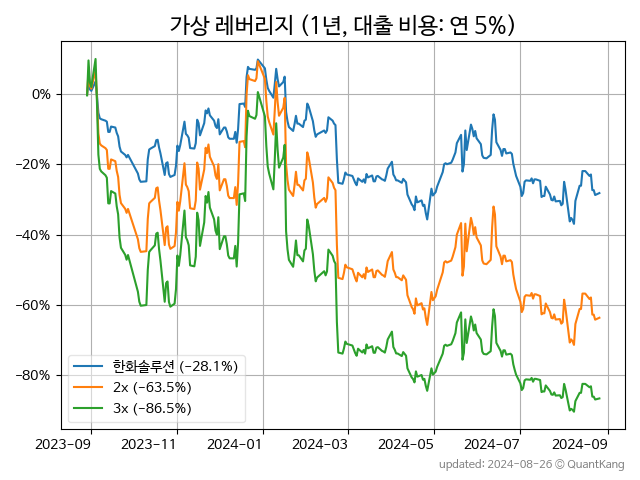 가상 레버리지 (1년, 대출 비용: 연 5%)
0%
−20%
−40%
−60%
−80%
한화솔루션 (−28.1%)
2x (−63.5%)
3x (−86.5%)
2023-09 2023-11 2024-01 2024-03 2024-05 2024-07 2024-09
updated: 2024-08-26 © QuantKang